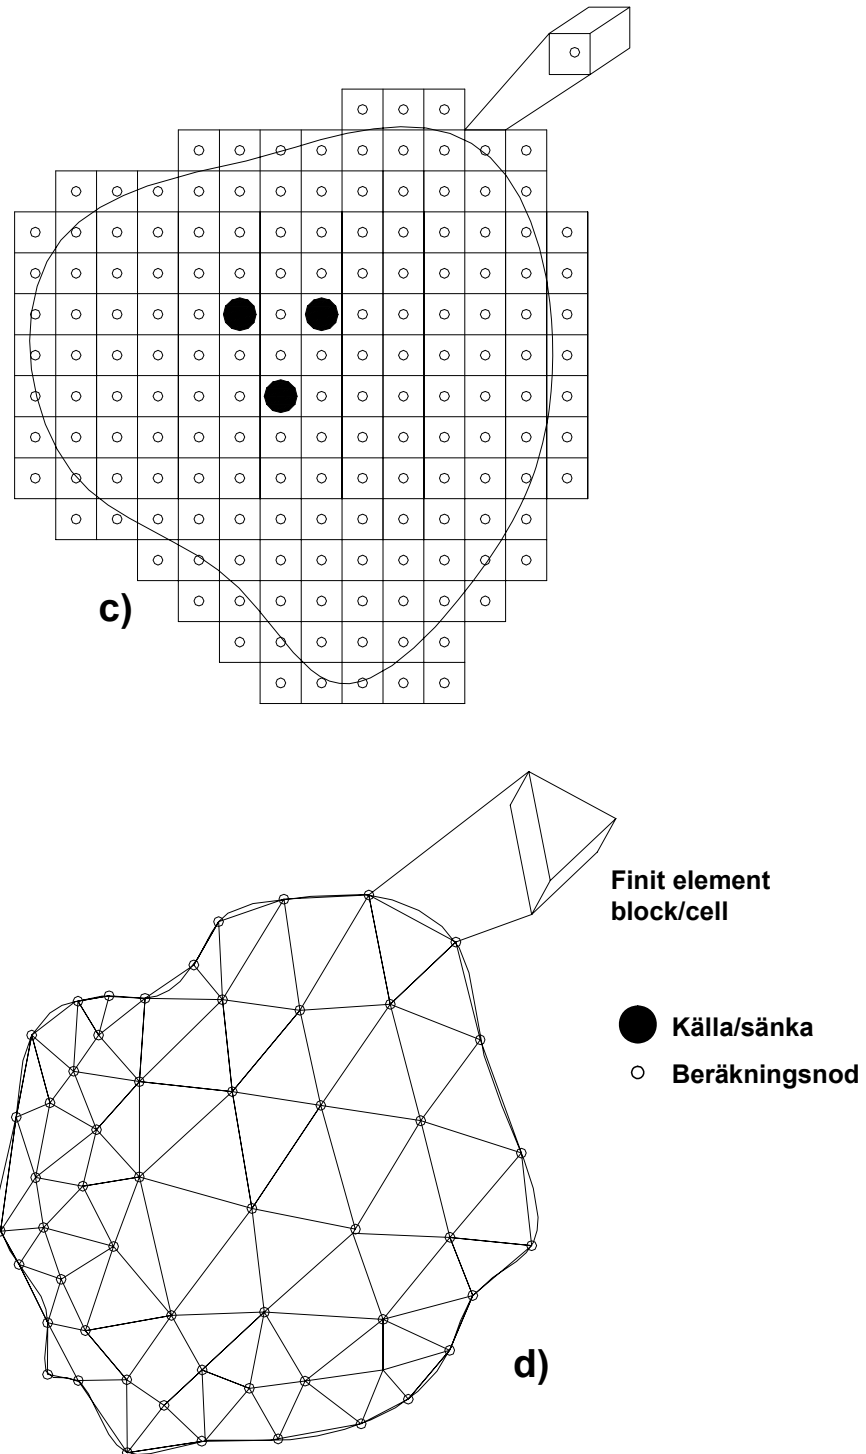 c)
Finit element
block/cell
Källa/sänka
Beräkningsnod
d)